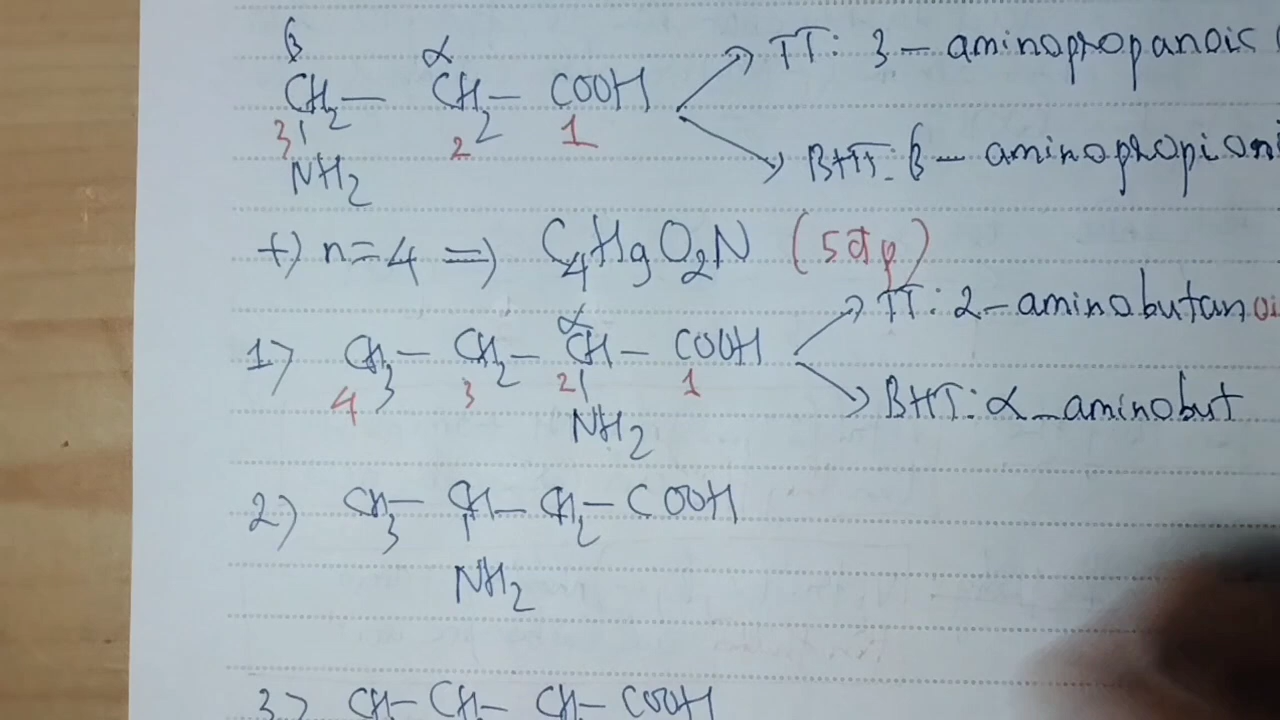 β α
CH₂ – CH₂ – COOH TT: 3 – aminopropanoic
3 2 1
NH₂ BHT: β – aminopropioni
+) n=4 => C₄H₉O₂N (5đp)
α TT: 2 – aminobutanoi
1> CH₃ – CH₂ – CH – COOH
4 3 2 1 BHT: α – aminobut
NH₂
2) CH₃ – CH – CH₂ – COOH
NH₂
3> CH – CH – CH – COOH